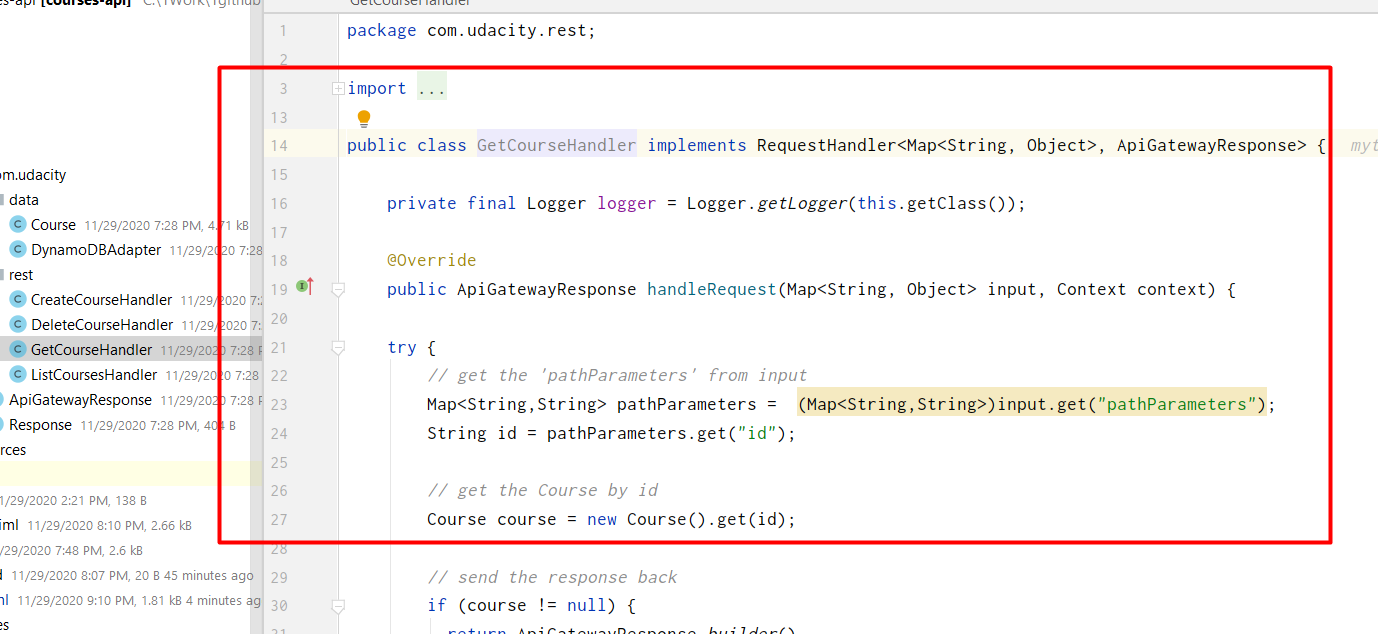 [courses-api]
GetCourseHandler
1 package com.udacity.rest;
2
3 import ...
13
14 public class GetCourseHandler implements RequestHandler<Map<String, Object>, ApiGatewayResponse> {
15
16 private final Logger logger = Logger.getLogger(this.getClass());
17
18 @Override
19 public ApiGatewayResponse handleRequest(Map<String, Object> input, Context context) {
20
21 try {
22 // get the 'pathParameters' from input
23 Map<String,String> pathParameters = (Map<String,String>)input.get("pathParameters");
24 String id = pathParameters.get("id");
25
26 // get the Course by id
27 Course course = new Course().get(id);
28
29 // send the response back
30 if (course != null) {
31 return ApiGatewayResponse.builder()
om.udacity
data
C Course 11/29/2020 7:28 PM, 4.71 kB
C DynamoDBAdapter 11/29/2020 7:28
rest
C CreateCourseHandler 11/29/2020 7:
C DeleteCourseHandler 11/29/2020 7:
C GetCourseHandler 11/29/2020 7:28 P
C ListCoursesHandler 11/29/2020 7:28
ApiGatewayResponse 11/29/2020 7:28 P
Response 11/29/2020 7:28 PM, 404 B
rces
1/29/2020 2:21 PM, 138 B
iml 11/29/2020 8:10 PM, 2.66 kB
/29/2020 7:48 PM, 2.6 kB
11/29/2020 8:07 PM, 20 B 45 minutes ago
ml 11/29/2020 9:10 PM, 1.81 kB 4 minutes ag
es